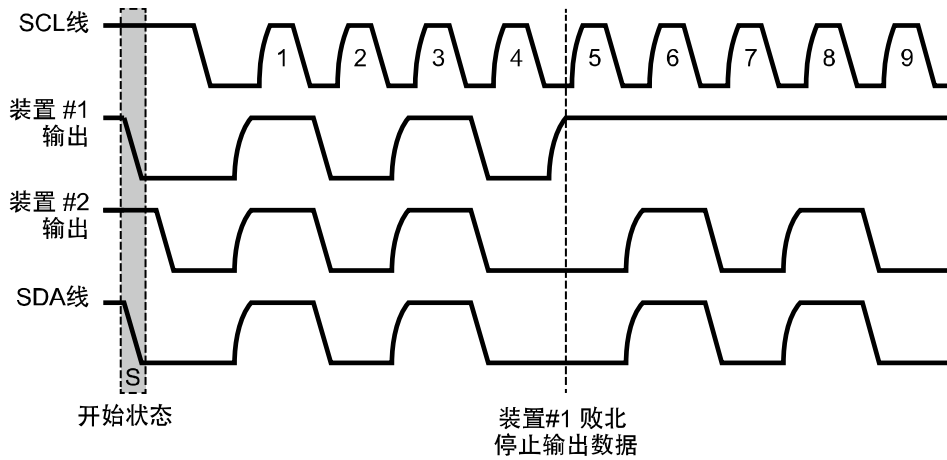 SCL线
1 2 3 4 5 6 7 8 9
装置 #1
输出
装置 #2
输出
SDA线
S
开始状态
装置#1 败北
停止输出数据